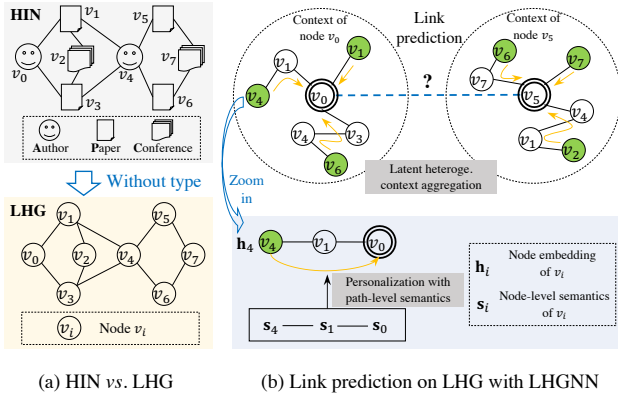 HIN
v₁
v₅
v₀
v₂
v₄
v₇
v₃
v₆
Author Paper Conference
Without type
LHG
v₁
v₅
v₀
v₂
v₄
v₇
v₃
v₆
vᵢ Node vᵢ
(a) HIN vs. LHG
Context of
node v₀
Link
prediction
?
Context of
node v₅
v₁
v₁
v₄
v₀
v₄
v₃
v₆
v₆
v₇
v₇
v₅
v₄
v₁
v₂
Latent heteroge.
context aggregation
Zoom
in
h₄ v₄ v₁ v₀
Personalization with
path-level semantics
s₄ s₁ s₀
hᵢ Node embedding
of vᵢ
sᵢ Node-level semantics
of vᵢ
(b) Link prediction on LHG with LHGNN